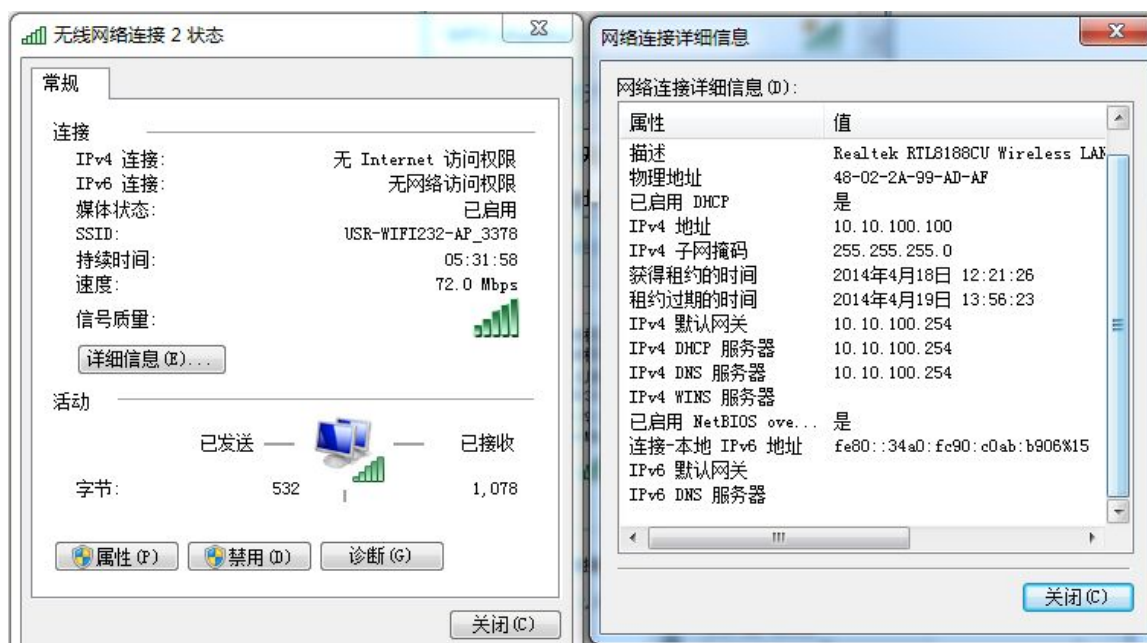 无线网络连接 2 状态
常规
连接
IPv4 连接: 无 Internet 访问权限
IPv6 连接: 无网络访问权限
媒体状态: 已启用
SSID: USR-WIFI232-AP_3378
持续时间: 05:31:58
速度: 72.0 Mbps
信号质量:
详细信息(E)...
活动
已发送 已接收
字节: 532 1,078
属性(P) 禁用(D) 诊断(G)
关闭(C)
网络连接详细信息
网络连接详细信息(D):
属性 值
描述 Realtek RTL8188CU Wireless LAN
物理地址 48-02-2A-99-AD-AF
已启用 DHCP 是
IPv4 地址 10.10.100.100
IPv4 子网掩码 255.255.255.0
获得租约的时间 2014年4月18日 12:21:26
租约过期的时间 2014年4月19日 13:56:23
IPv4 默认网关 10.10.100.254
IPv4 DHCP 服务器 10.10.100.254
IPv4 DNS 服务器 10.10.100.254
IPv4 WINS 服务器
已启用 NetBIOS ove... 是
连接-本地 IPv6 地址 fe80::34a0:fc90:c0ab:b906%15
IPv6 默认网关
IPv6 DNS 服务器
关闭(C)